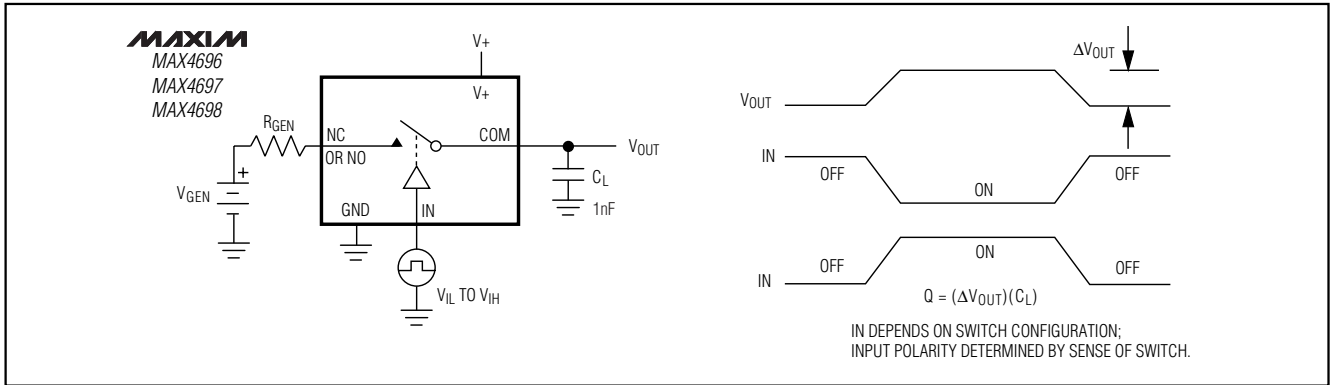 MAXIM
MAX4696
MAX4697
MAX4698
V+
V+
RGEN
NC
OR NO
COM
VOUT
VGEN
+
CL
1nF
GND
IN
VIL TO VIH
ΔVOUT
VOUT
IN
OFF
ON
OFF
IN
OFF
ON
OFF
Q = (ΔVOUT)(CL)
IN DEPENDS ON SWITCH CONFIGURATION;
INPUT POLARITY DETERMINED BY SENSE OF SWITCH.